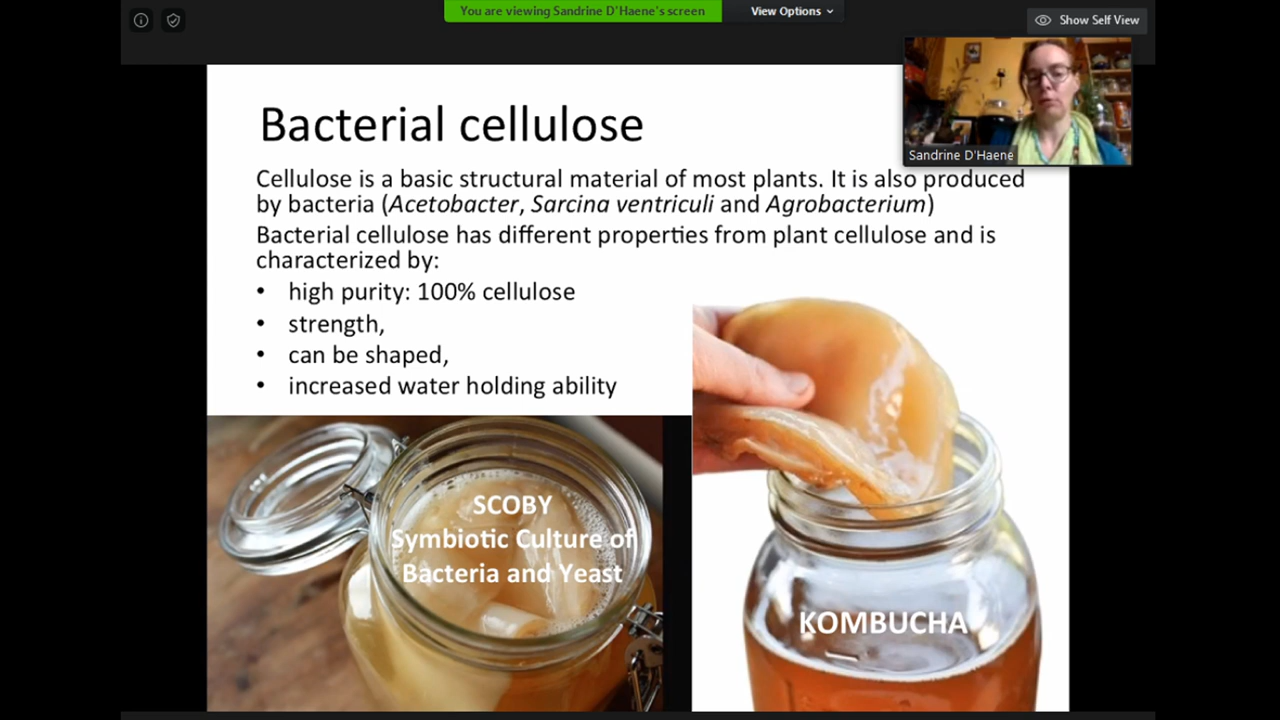 You are viewing Sandrine D'Haene's screen
View Options
Show Self View
Sandrine D'Haene
Bacterial cellulose
Cellulose is a basic structural material of most plants. It is also produced
by bacteria (Acetobacter, Sarcina ventriculi and Agrobacterium)
Bacterial cellulose has different properties from plant cellulose and is
characterized by:
• high purity: 100% cellulose
• strength,
• can be shaped,
• increased water holding ability
SCOBY
Symbiotic Culture of
Bacteria and Yeast
KOMBUCHA